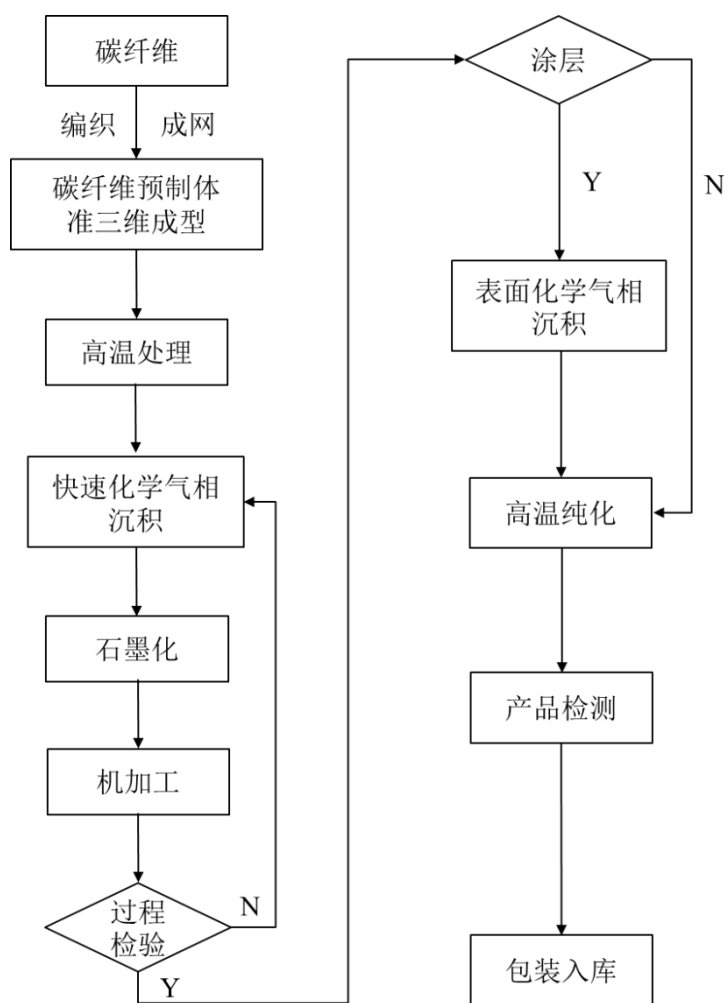 碳纤维
编织 成网
碳纤维预制体
准三维成型
高温处理
快速化学气相
沉积
石墨化
机加工
过程
检验
N
Y
涂层
Y
N
表面化学气相
沉积
高温纯化
产品检测
包装入库